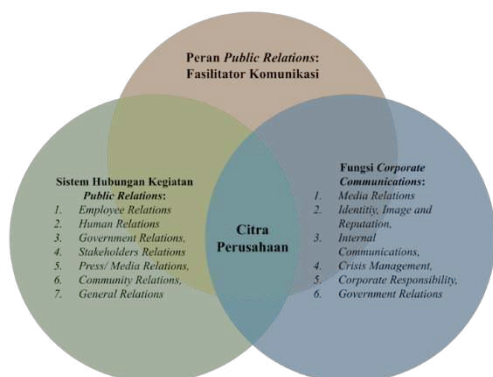 Peran Public Relations:
Fasilitator Komunikasi
Sistem Hubungan Kegiatan
Public Relations:
1. Employee Relations
2. Human Relations
3. Government Relations,
4. Stakeholders Relations
5. Press/ Media Relations,
6. Community Relations,
7. General Relations
Citra
Perusahaan
Fungsi Corporate
Communications:
1. Media Relations
2. Identitiy, Image and
Reputation,
3. Internal
Communications,
4. Crisis Management,
5. Corporate Responsibility,
6. Government Relations